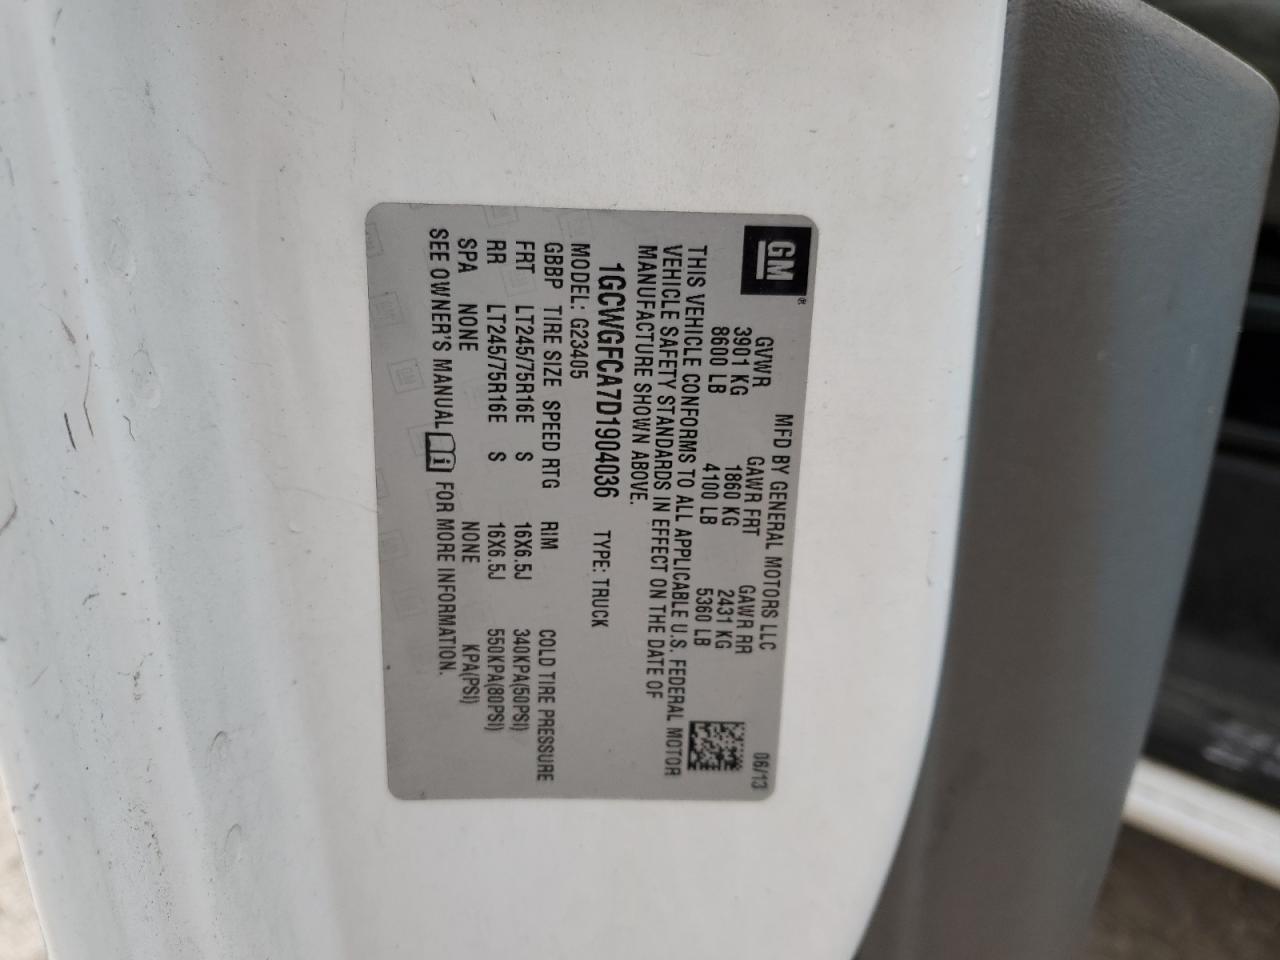 GM®
MFD BY GENERAL MOTORS LLC 06/13
GVWR GAWR FRT GAWR RR
3901 KG 1860 KG 2431 KG
8600 LB 4100 LB 5360 LB
THIS VEHICLE CONFORMS TO ALL APPLICABLE U.S. FEDERAL MOTOR
VEHICLE SAFETY STANDARDS IN EFFECT ON THE DATE OF
MANUFACTURE SHOWN ABOVE.
1GCWGFCA7D1904036 TYPE: TRUCK
MODEL: G23405
GBBP TIRE SIZE SPEED RTG RIM COLD TIRE PRESSURE
FRT LT245/75R16E S 16X6.5J 340KPA(50PSI)
RR LT245/75R16E S 16X6.5J 550KPA(80PSI)
SPA NONE NONE KPA(PSI)
SEE OWNER'S MANUAL FOR MORE INFORMATION.